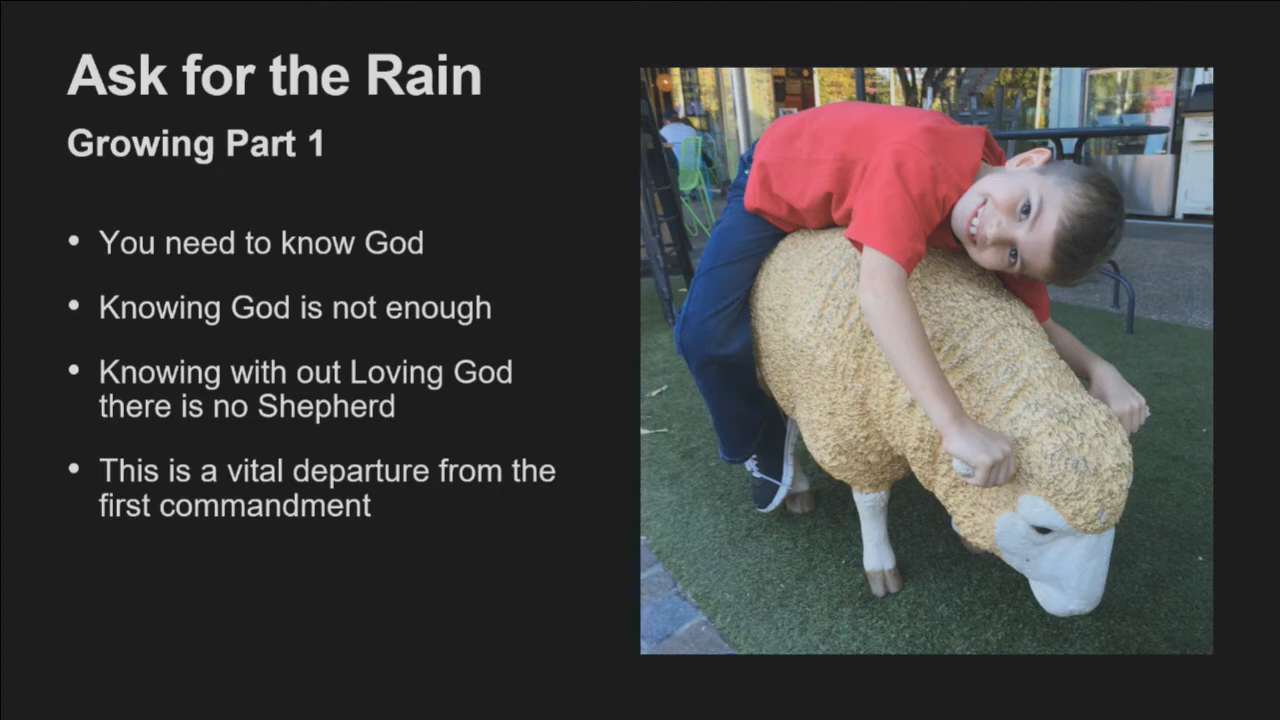 Ask for the Rain
Growing Part 1
• You need to know God
• Knowing God is not enough
• Knowing with out Loving God
there is no Shepherd
• This is a vital departure from the
first commandment